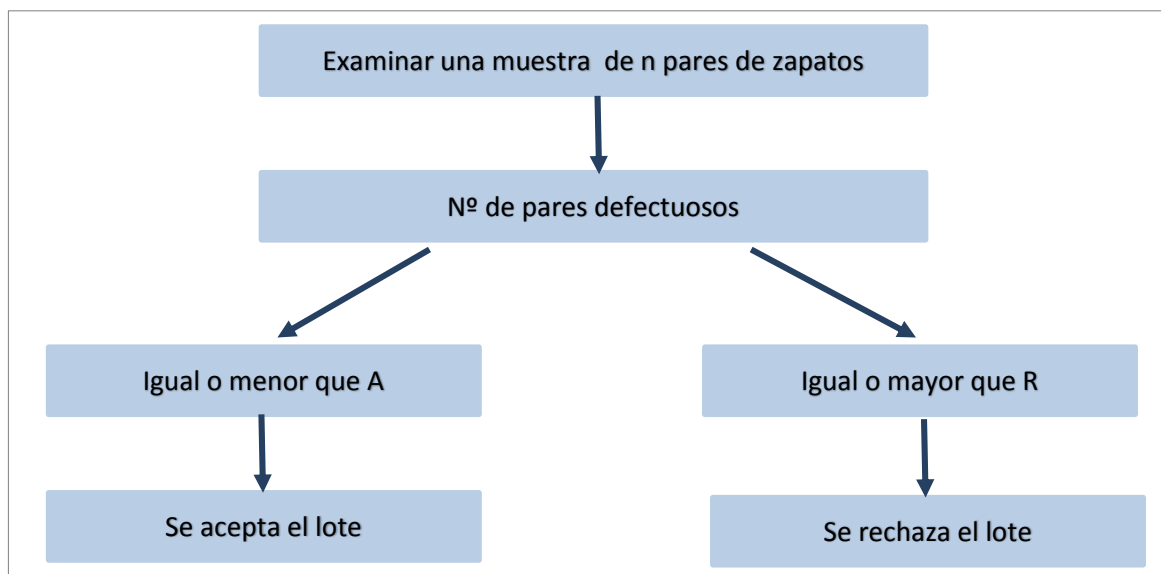 Examinar una muestra de n pares de zapatos
Nº de pares defectuosos
Igual o menor que A
Igual o mayor que R
Se acepta el lote
Se rechaza el lote